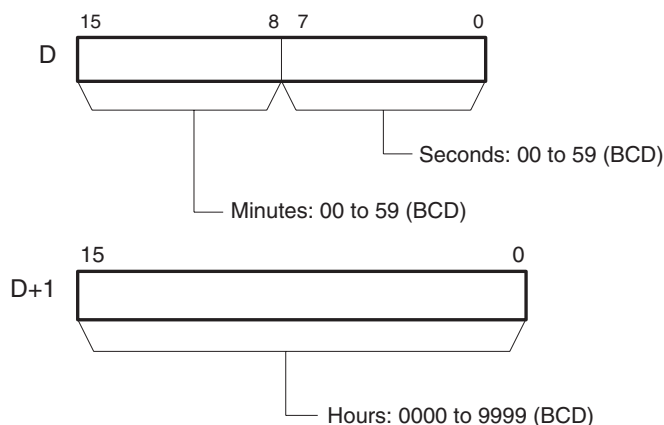 15 8 7 0
D
Seconds: 00 to 59 (BCD)
Minutes: 00 to 59 (BCD)
15 0
D+1
Hours: 0000 to 9999 (BCD)